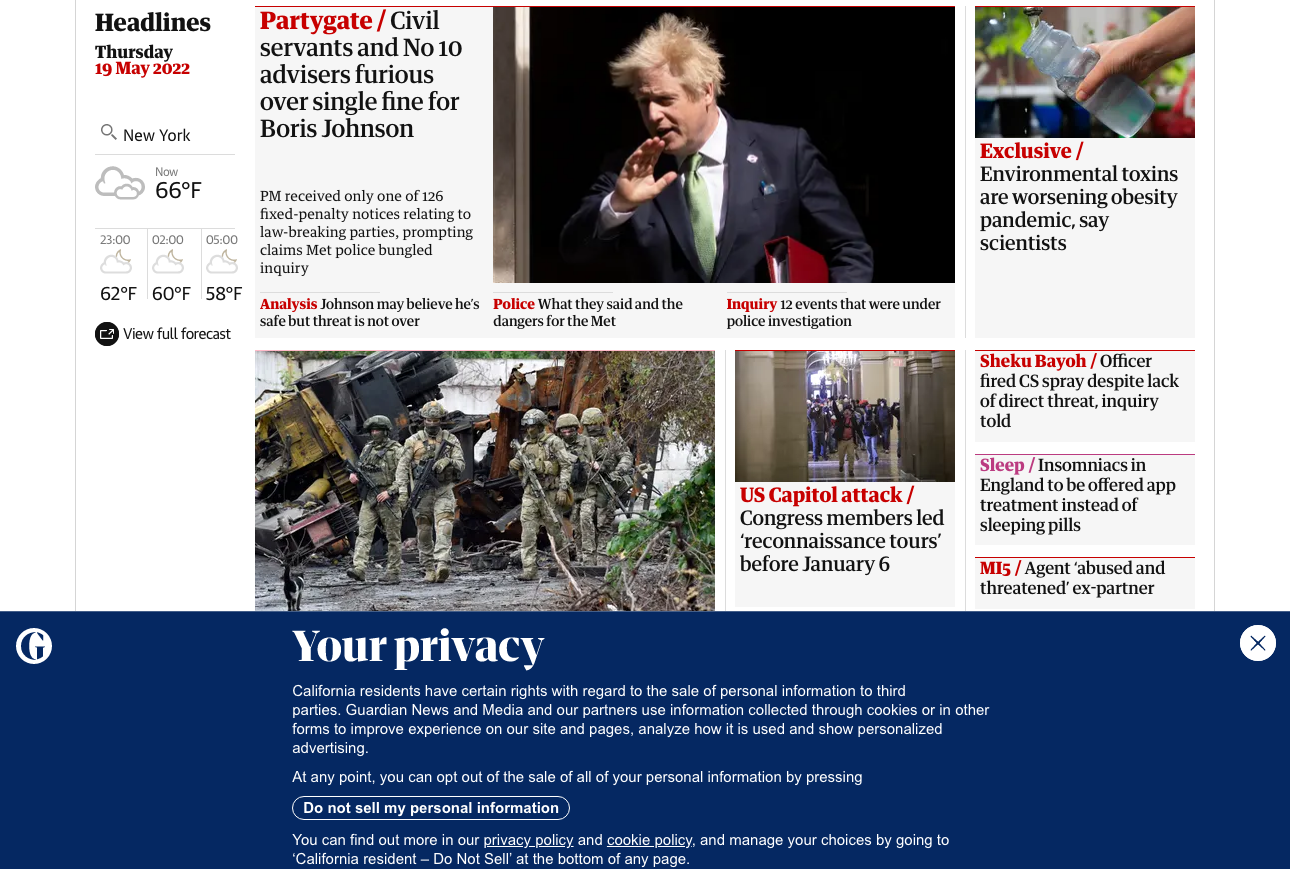 Headlines
Thursday
19 May 2022
New York
Now
66°F
23:00
02:00
05:00
62°F
60°F
58°F
View full forecast
Partygate / Civil
servants and No 10
advisers furious
over single fine for
Boris Johnson
PM received only one of 126
fixed-penalty notices relating to
law-breaking parties, prompting
claims Met police bungled
inquiry
Analysis Johnson may believe he's
safe but threat is not over
Police What they said and the
dangers for the Met
Inquiry 12 events that were under
police investigation
Exclusive /
Environmental toxins
are worsening obesity
pandemic, say
scientists
US Capitol attack /
Congress members led
‘reconnaissance tours’
before January 6
Sheku Bayoh / Officer
fired CS spray despite lack
of direct threat, inquiry
told
Sleep / Insomniacs in
England to be offered app
treatment instead of
sleeping pills
MI5 / Agent ‘abused and
threatened’ ex-partner
G
Your privacy
California residents have certain rights with regard to the sale of personal information to third
parties. Guardian News and Media and our partners use information collected through cookies or in other
forms to improve experience on our site and pages, analyze how it is used and show personalized
advertising.
At any point, you can opt out of the sale of all of your personal information by pressing
Do not sell my personal information
You can find out more in our privacy policy and cookie policy, and manage your choices by going to
‘California resident – Do Not Sell’ at the bottom of any page.